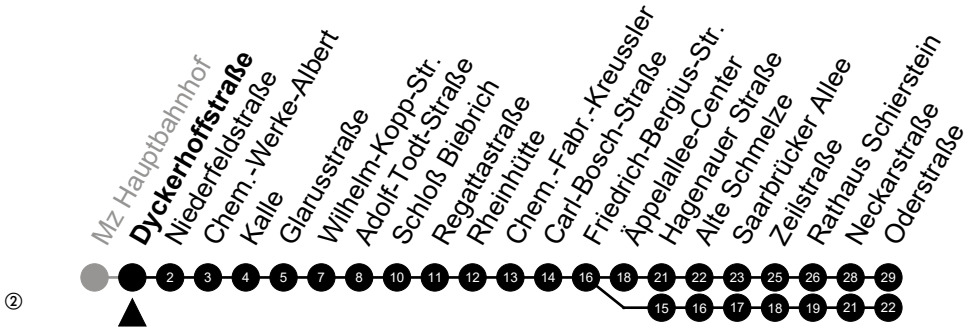 Mz Hauptbahnhof
Dyckerhoffstraße
Niederfeldstraße
Chem.-Werke-Albert
Kalle
Glarusstraße
Wilhelm-Kopp-Str.
Adolf-Todt-Straße
Schloß Biebrich
Regattastraße
Rheinhütte
Chem.-Fabr.-Kreussler
Carl-Bosch-Straße
Friedrich-Bergius-Str.
Äppelallee-Center
Hagenauer Straße
Alte Schmelze
Saarbrücker Allee
Zeilstraße
Rathaus Schierstein
Neckarstraße
Oderstraße
2 3 4 5 7 8 10 11 12 13 14 16 18 21 22 23 25 26 28 29
② 15 16 17 18 19 21 22